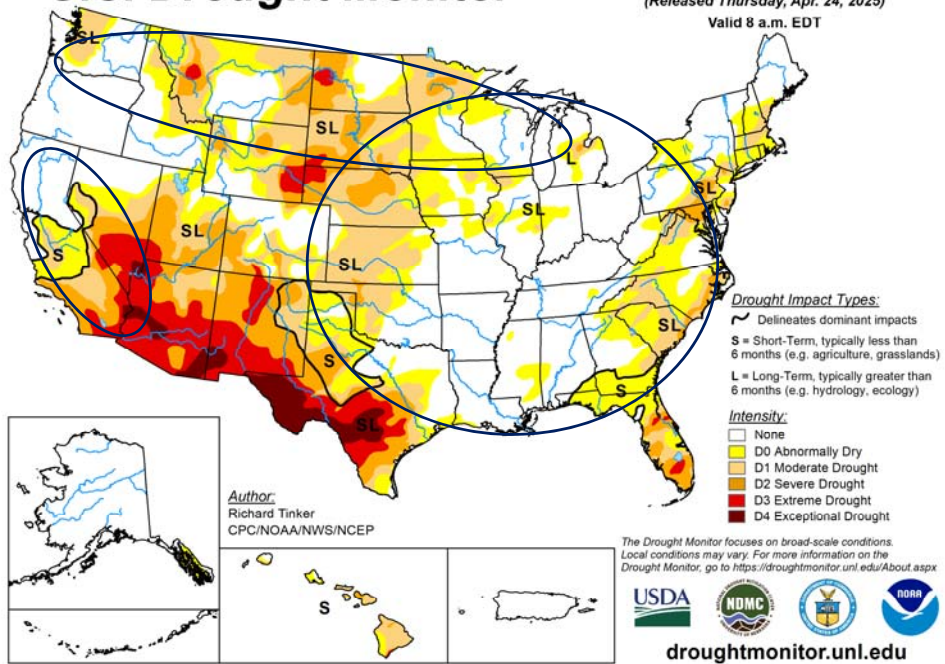 U.S. Drought Monitor
(Released Thursday, Apr. 24, 2025)
Valid 8 a.m. EDT
SL
SL
L
SL
SL
SL
S
SL
SL
S
S
SL
Drought Impact Types:
Delineates dominant impacts
S = Short-Term, typically less than
6 months (e.g. agriculture, grasslands)
L = Long-Term, typically greater than
6 months (e.g. hydrology, ecology)
Intensity:
None
D0 Abnormally Dry
D1 Moderate Drought
D2 Severe Drought
D3 Extreme Drought
D4 Exceptional Drought
Author:
Richard Tinker
CPC/NOAA/NWS/NCEP
S
The Drought Monitor focuses on broad-scale conditions.
Local conditions may vary. For more information on the
Drought Monitor, go to https://droughtmonitor.unl.edu/About.aspx
USDA
NDMC
NOAA
droughtmonitor.unl.edu